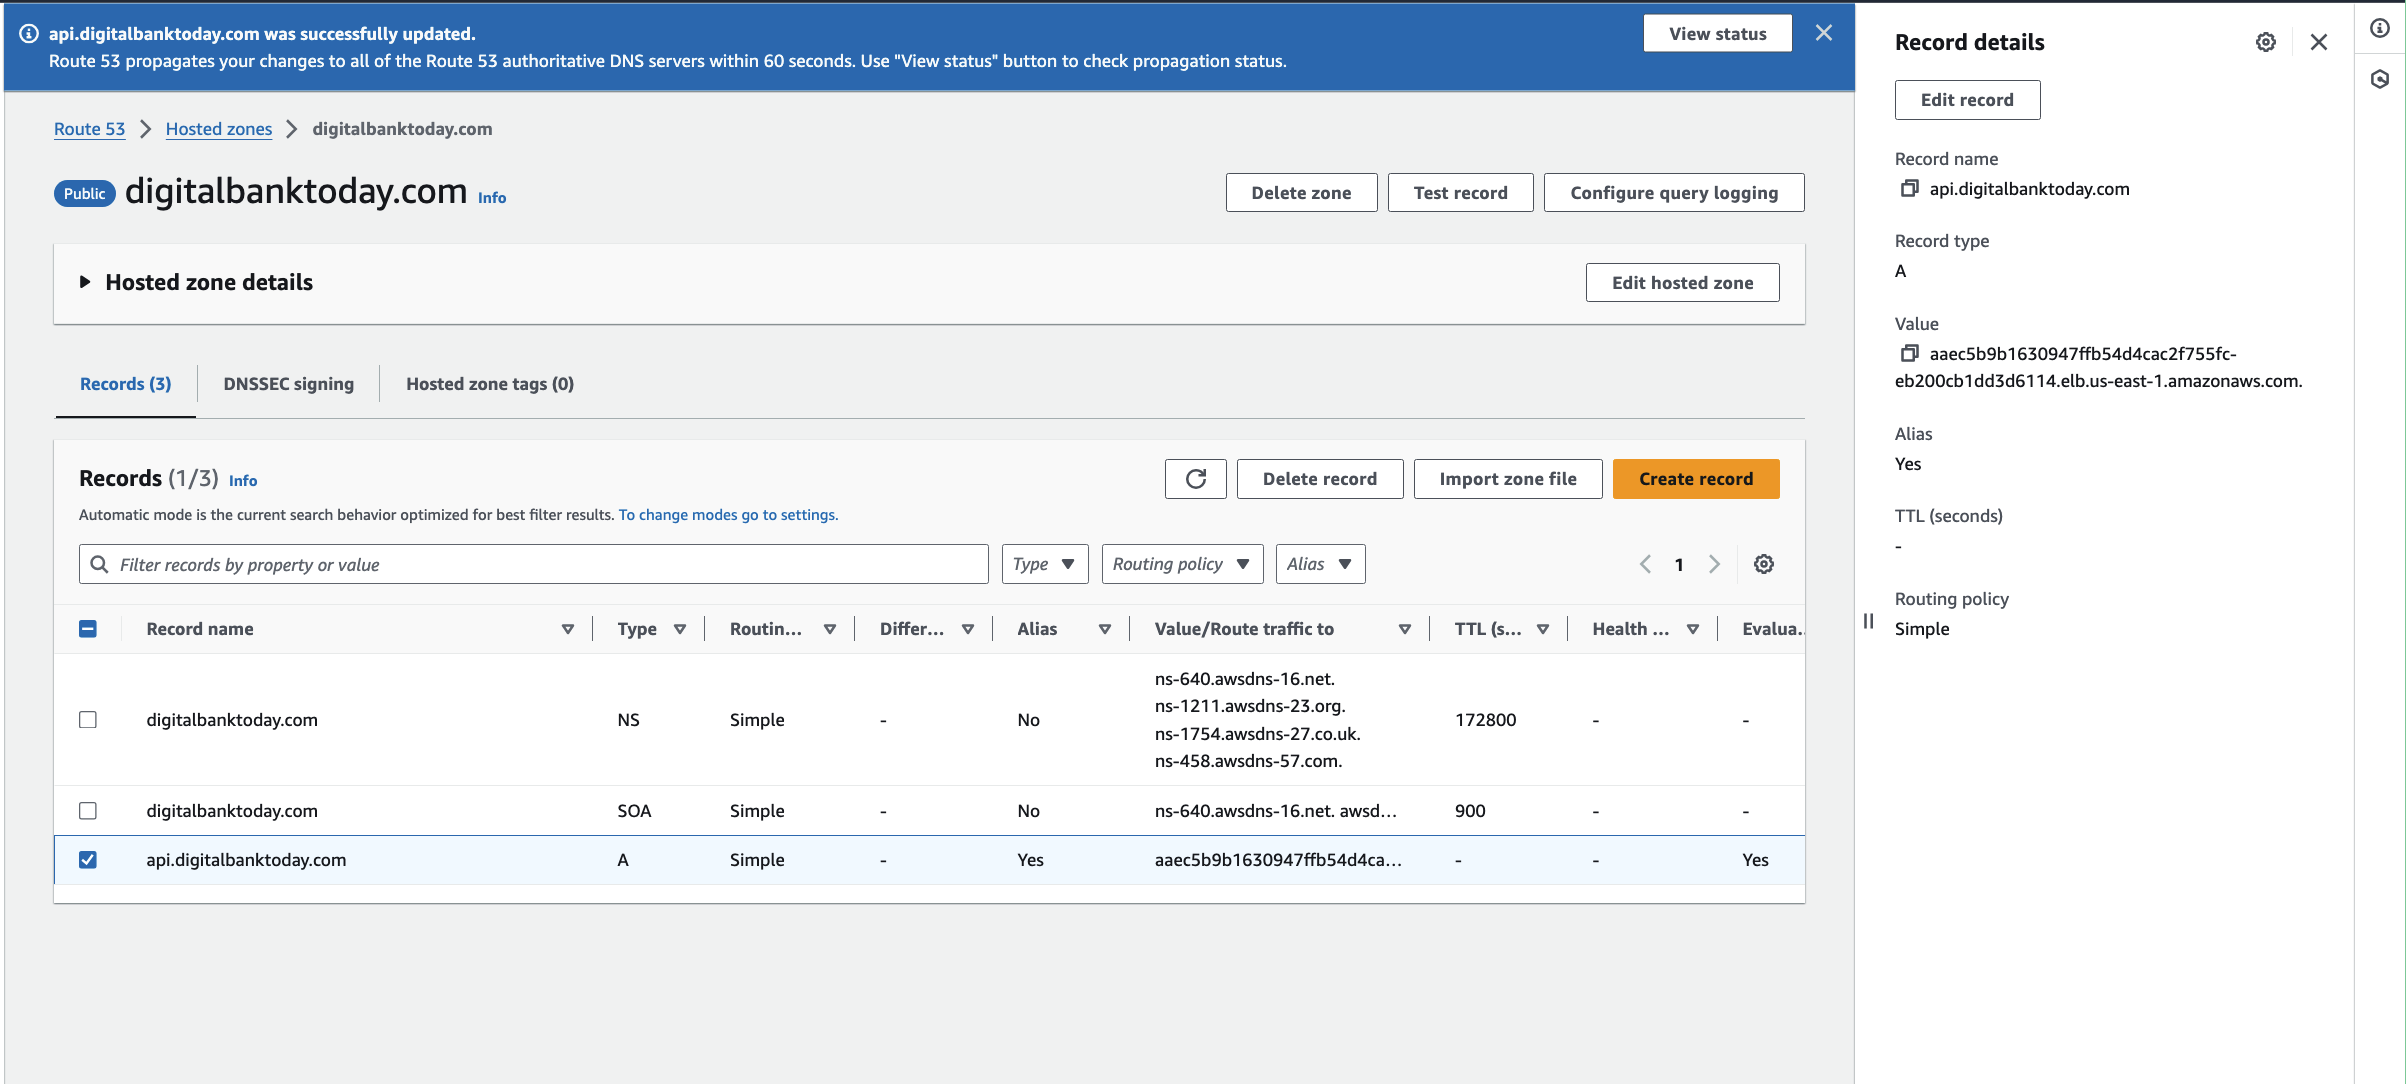 api.digitalbanktoday.com was successfully updated.
Route 53 propagates your changes to all of the Route 53 authoritative DNS servers within 60 seconds. Use "View status" button to check propagation status.
View status
Route 53
Hosted zones
digitalbanktoday.com
Public
digitalbanktoday.com
Info
Delete zone
Test record
Configure query logging
Hosted zone details
Edit hosted zone
Records (3)
DNSSEC signing
Hosted zone tags (0)
Records (1/3)
Info
Delete record
Import zone file
Create record
Automatic mode is the current search behavior optimized for best filter results. To change modes go to settings.
Filter records by property or value
Type
Routing policy
Alias
1
Record name
Type
Routin...
Differ...
Alias
Value/Route traffic to
TTL (s...
Health ...
Evalua..
digitalbanktoday.com
NS
Simple
-
No
ns-640.awsdns-16.net.
ns-1211.awsdns-23.org.
ns-1754.awsdns-27.co.uk.
ns-458.awsdns-57.com.
172800
-
-
digitalbanktoday.com
SOA
Simple
-
No
ns-640.awsdns-16.net. awsd...
900
-
-
api.digitalbanktoday.com
A
Simple
-
Yes
aaec5b9b1630947ffb54d4ca...
-
-
Yes
Record details
Edit record
Record name
api.digitalbanktoday.com
Record type
A
Value
aaec5b9b1630947ffb54d4cac2f755fc-
eb200cb1dd3d6114.elb.us-east-1.amazonaws.com.
Alias
Yes
TTL (seconds)
-
Routing policy
Simple